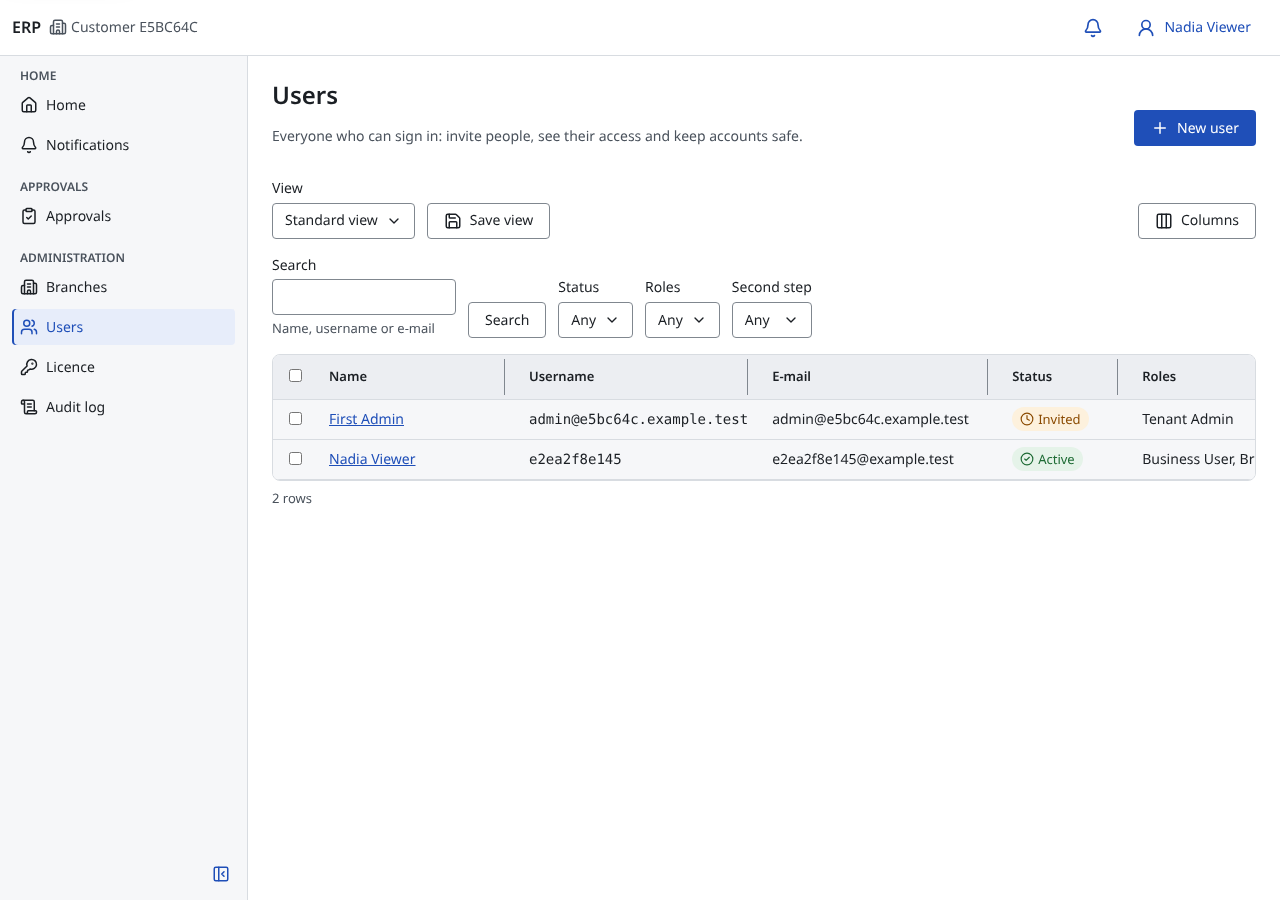 ERP Customer E5BC64C
Nadia Viewer
HOME
Home
Notifications
APPROVALS
Approvals
ADMINISTRATION
Branches
Users
Licence
Audit log
Users
Everyone who can sign in: invite people, see their access and keep accounts safe.
New user
View
Standard view Save view Columns
Search
Name, username or e-mail
Search
Status Roles Second step
Any Any Any
Name Username E-mail Status Roles
First Admin admin@e5bc64c.example.test admin@e5bc64c.example.test Invited Tenant Admin
Nadia Viewer e2ea2f8e145 e2ea2f8e145@example.test Active Business User, Br
2 rows